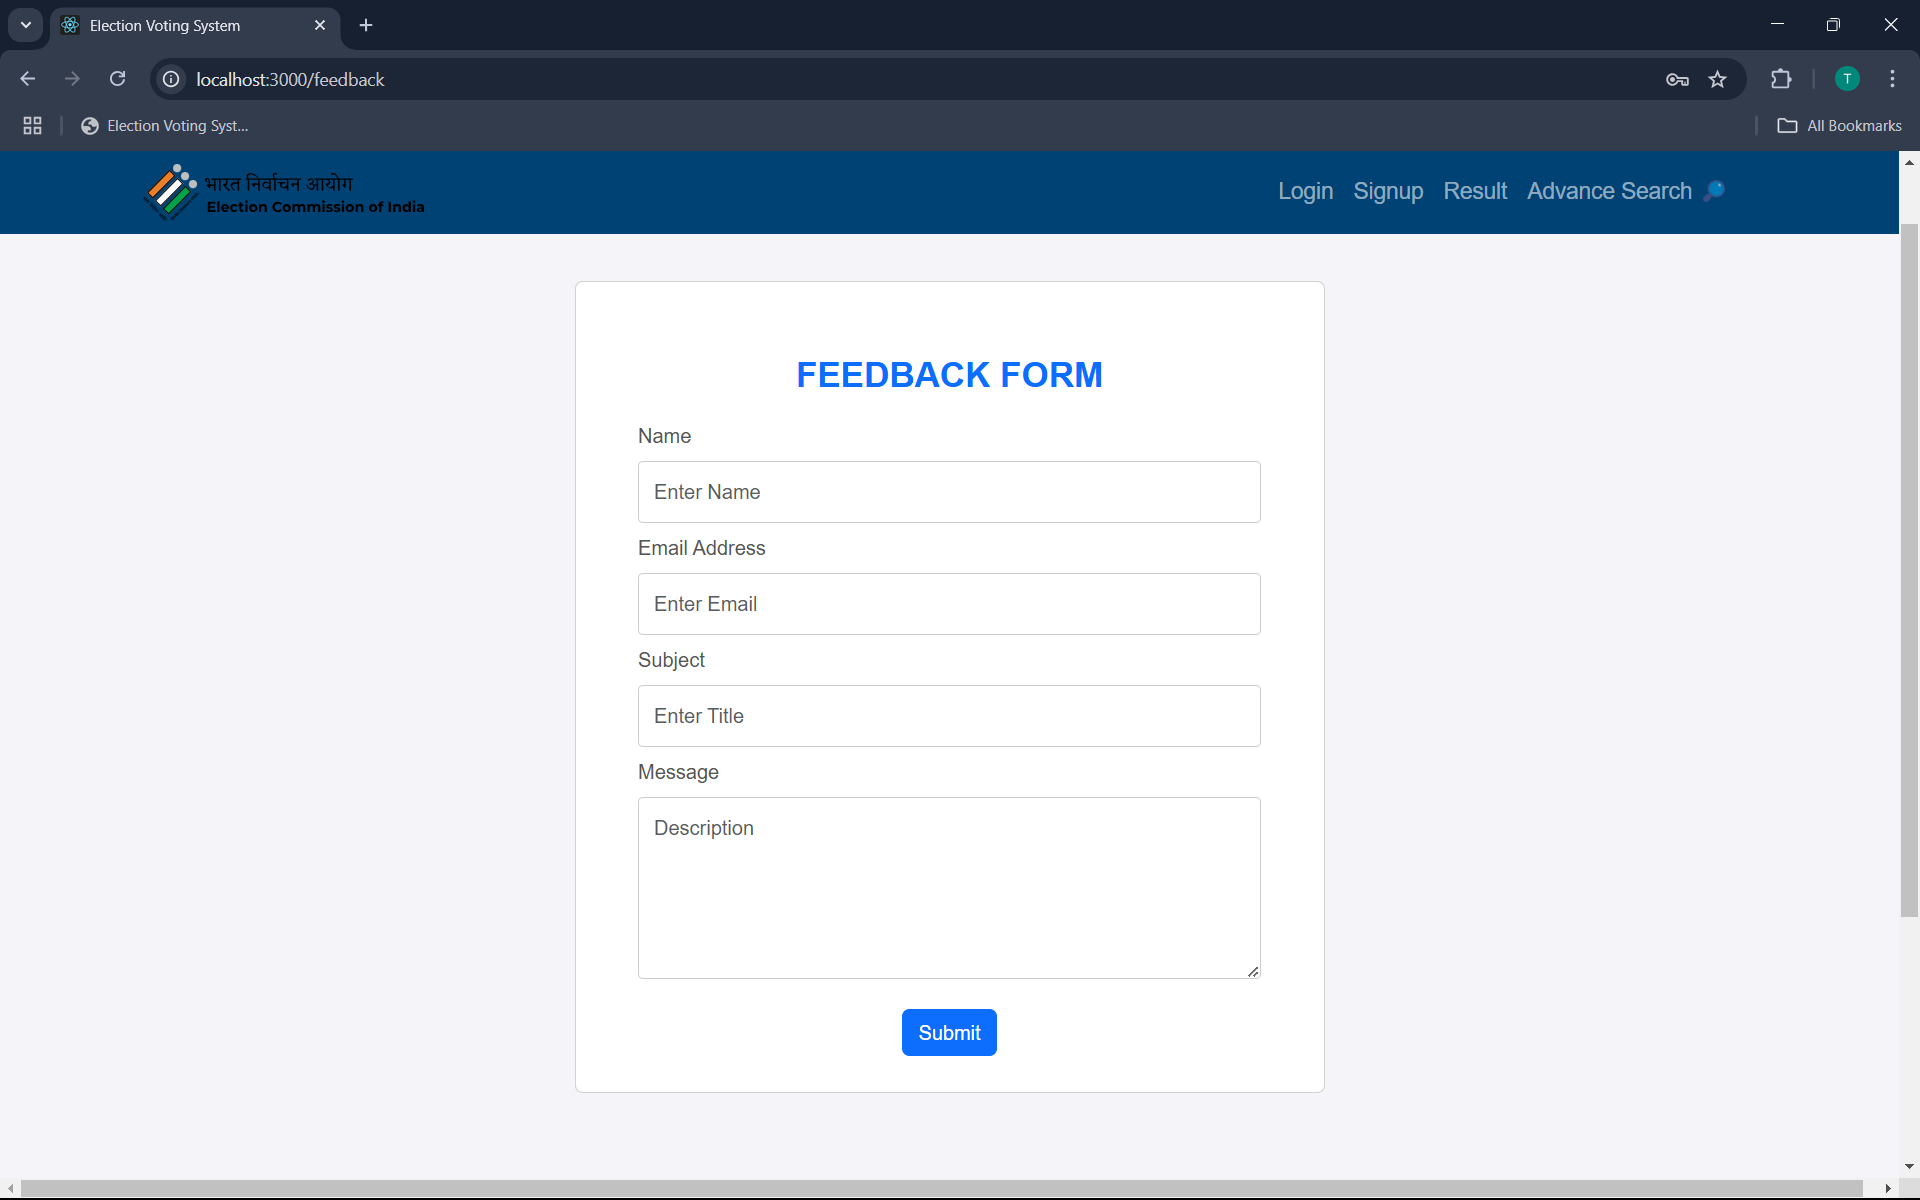 Election Voting System
localhost:3000/feedback
T
Election Voting Syst...
All Bookmarks
भारत निर्वाचन आयोग
Election Commission of India
Login Signup Result Advance Search
FEEDBACK FORM
Name
Enter Name
Email Address
Enter Email
Subject
Enter Title
Message
Description
Submit